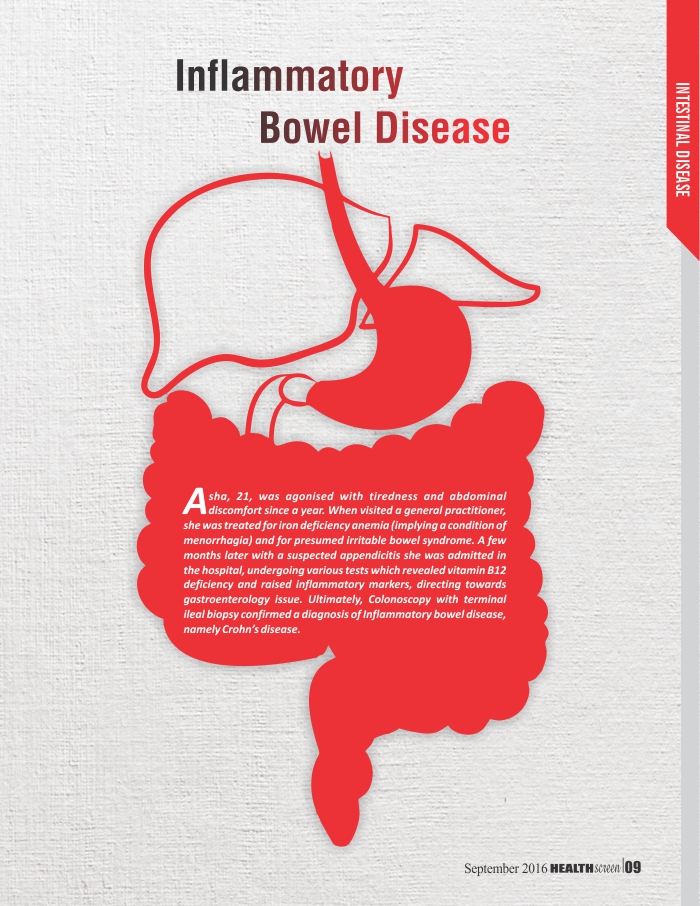 Inflammatory
Bowel Disease
INTESTINAL DISEASE
Asha, 21, was agonised with tiredness and abdominal
discomfort since a year. When visited a general practitioner,
she was treated for iron deficiency anemia (implying a condition of
menorrhagia) and for presumed irritable bowel syndrome. A few
months later with a suspected appendicitis she was admitted in
the hospital, undergoing various tests which revealed vitamin B12
deficiency and raised inflammatory markers, directing towards
gastroenterology issue. Ultimately, Colonoscopy with terminal
ileal biopsy confirmed a diagnosis of Inflammatory bowel disease,
namely Crohn's disease.
September 2016 HEALTHscreen|09